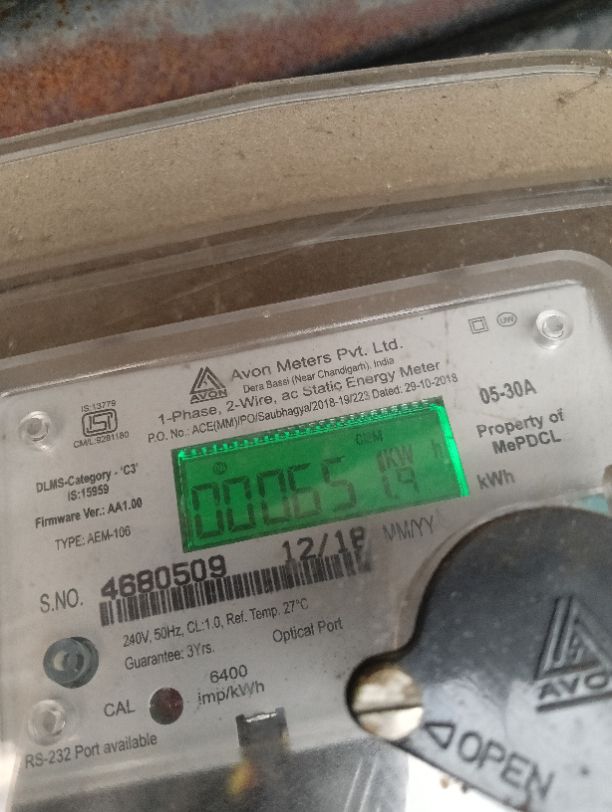 Avon Meters Pvt. Ltd.
Dera Bassi (Near Chandigarh), India
AVON
1-Phase, 2-Wire, ac Static Energy Meter
P.O. No.: ACE(MM)/PO/Saubhagya/2018-19/223 Dated: 29-10-2018
IS:13779
ISI
CM/L:9281180
05-30A
Property of
MePDCL
DLMS-Category - 'C3'
IS:15959
Firmware Ver.: AA1.00
TYPE: AEM-106
CUM
KW h
kWh
S.NO. 4680509
12/18 MM/YY
240V, 50Hz, CL:1.0, Ref. Temp. 27°C
Guarantee: 3Yrs.
Optical Port
CAL
6400
imp/kWh
RS-232 Port available
AVO
OPEN